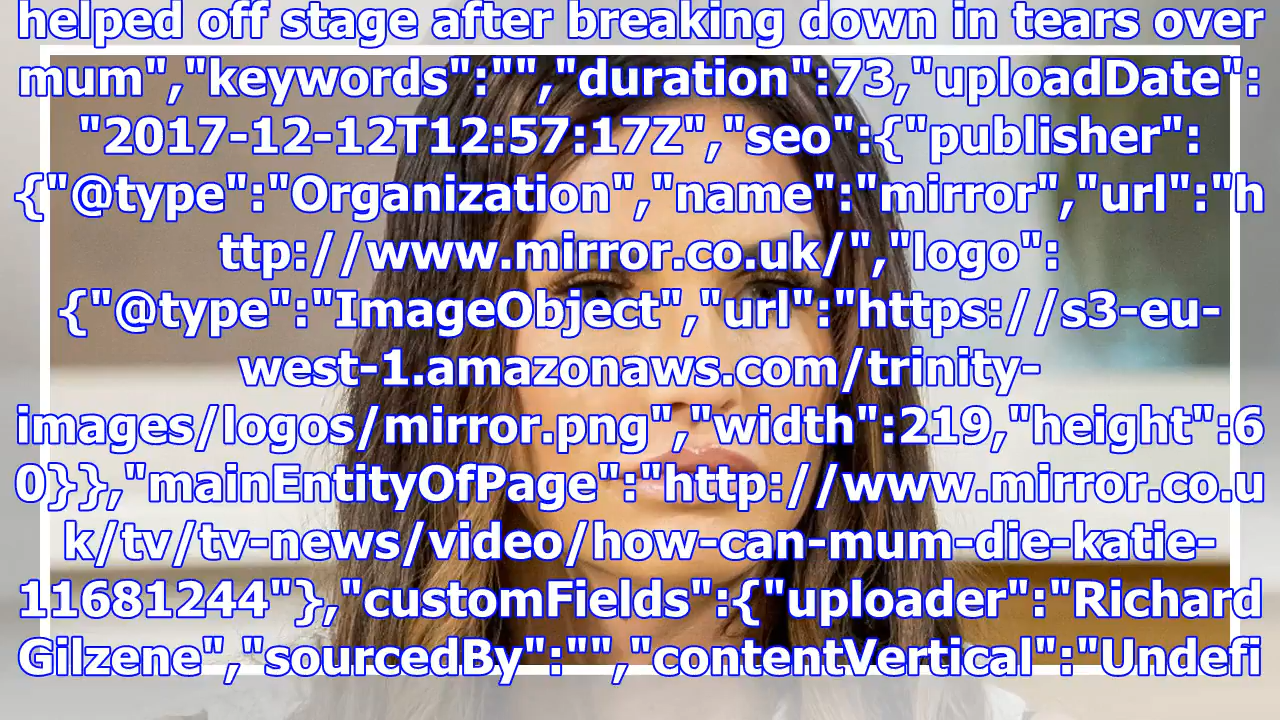 helped off stage after breaking down in tears over
mum","keywords":"","duration":73,"uploadDate":
"2017-12-12T12:57:17Z","seo":{"publisher":
{"@type":"Organization","name":"mirror","url":"h
ttp://www.mirror.co.uk/","logo":
{"@type":"ImageObject","url":"https://s3-eu-
west-1.amazonaws.com/trinity-
images/logos/mirror.png","width":219,"height":6
0}},"mainEntityOfPage":"http://www.mirror.co.u
k/tv/tv-news/video/how-can-mum-die-katie-
11681244"},"customFields":{"uploader":"Richard
Gilzene","sourcedBy":"","contentVertical":"Undefi